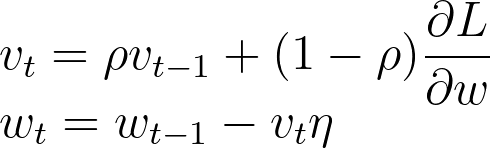 v_t = ρv_{t−1} + (1 − ρ) ∂L/∂w
w_t = w_{t−1} − v_tη